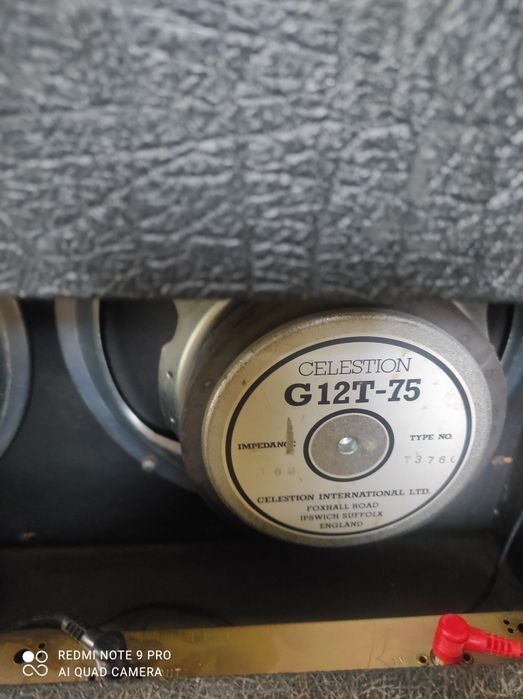 CELESTION
G12T-75
IMPEDANCE
TYPE NO.
T3760
CELESTION INTERNATIONAL LTD.
FOXHALL ROAD
IPSWICH SUFFOLK
ENGLAND
REDMI NOTE 9 PRO
AI QUAD CAMERA